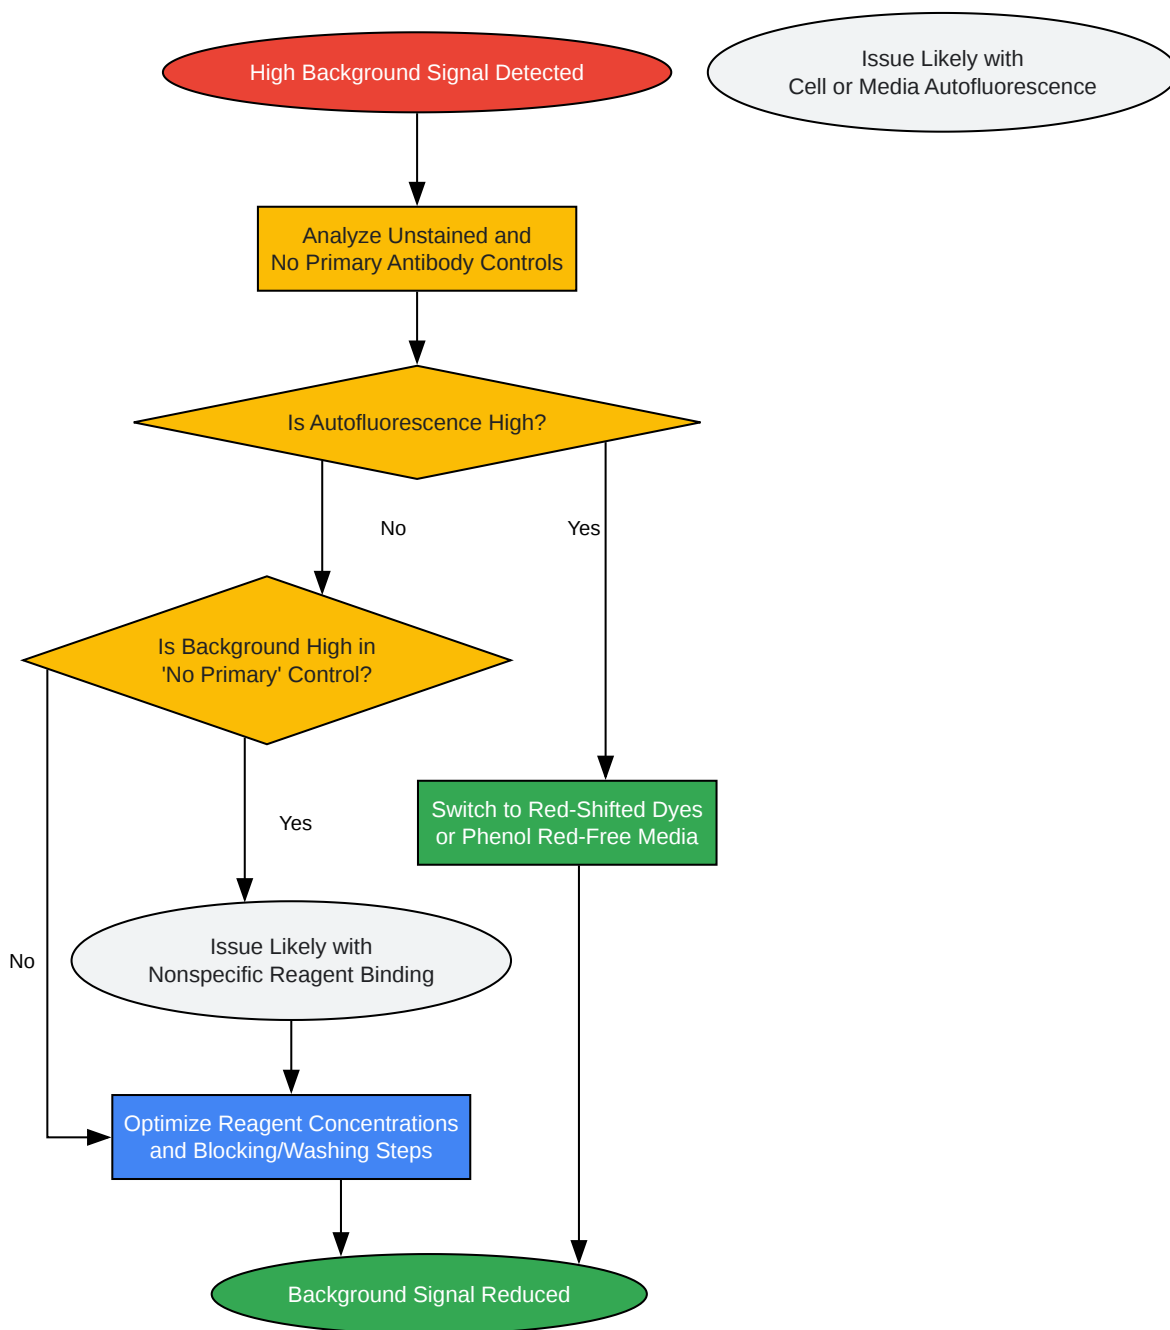 High Background Signal Detected
Issue Likely with
Cell or Media Autofluorescence
Analyze Unstained and
No Primary Antibody Controls
Is Autofluorescence High?
No
Yes
Is Background High in
'No Primary' Control?
Switch to Red-Shifted Dyes
or Phenol Red-Free Media
Yes
Issue Likely with
Nonspecific Reagent Binding
No
Optimize Reagent Concentrations
and Blocking/Washing Steps
Background Signal Reduced